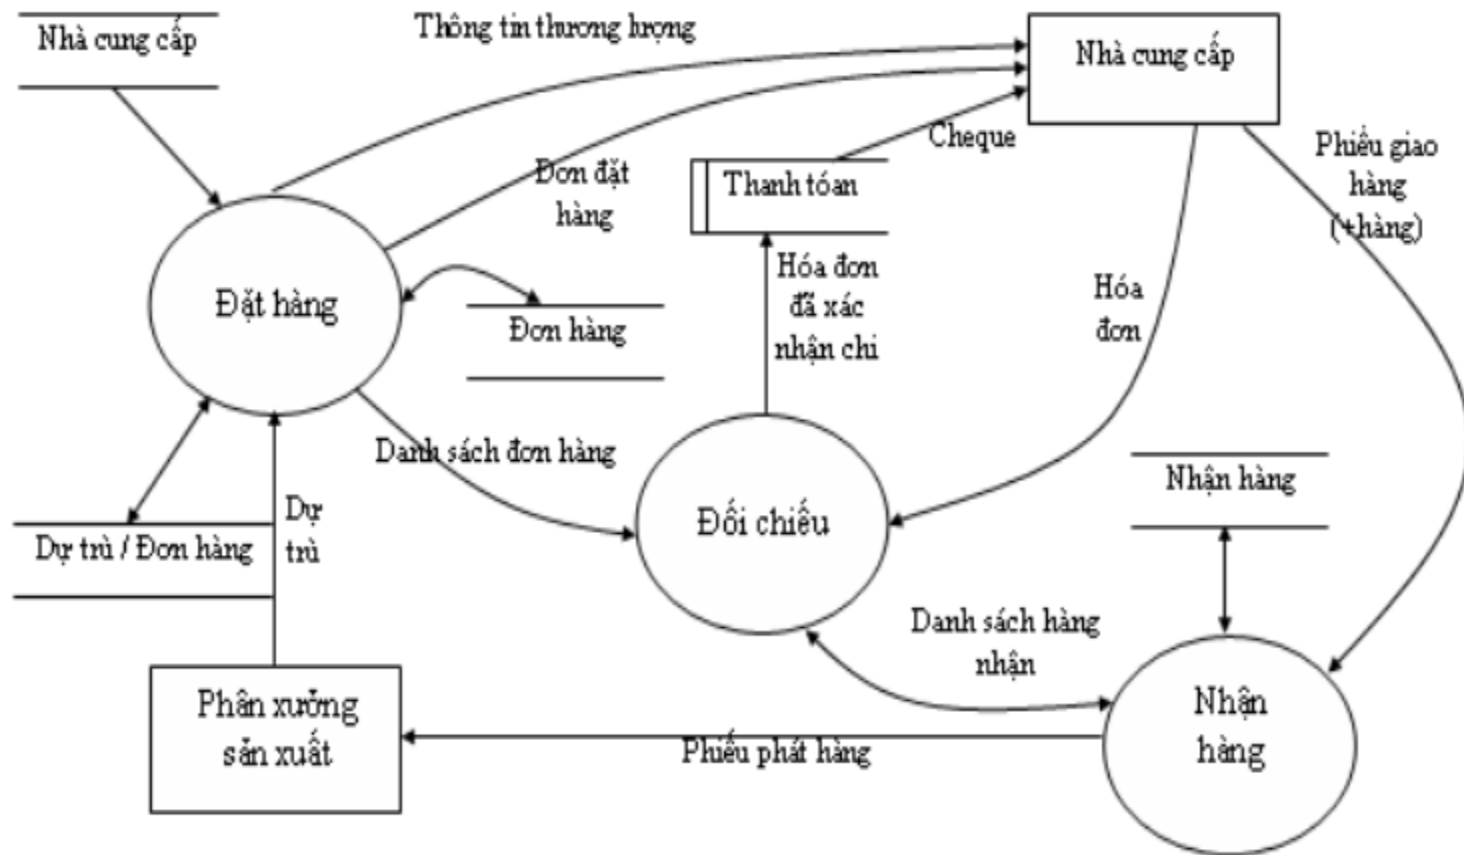 Nhà cung cấp
Thông tin thương lượng
Nhà cung cấp
Cheque
Phiếu giao
hàng
(+hàng)
Đơn đặt
hàng
Thanh tóan
Đặt hàng
Đơn hàng
Hóa đơn
đã xác
nhận chi
Hóa
đơn
Danh sách đơn hàng
Nhận hàng
Dự
trù
Dự trù / Đơn hàng
Đối chiếu
Danh sách hàng
nhận
Phân xưởng
sản xuất
Phiếu phát hàng
Nhận
hàng